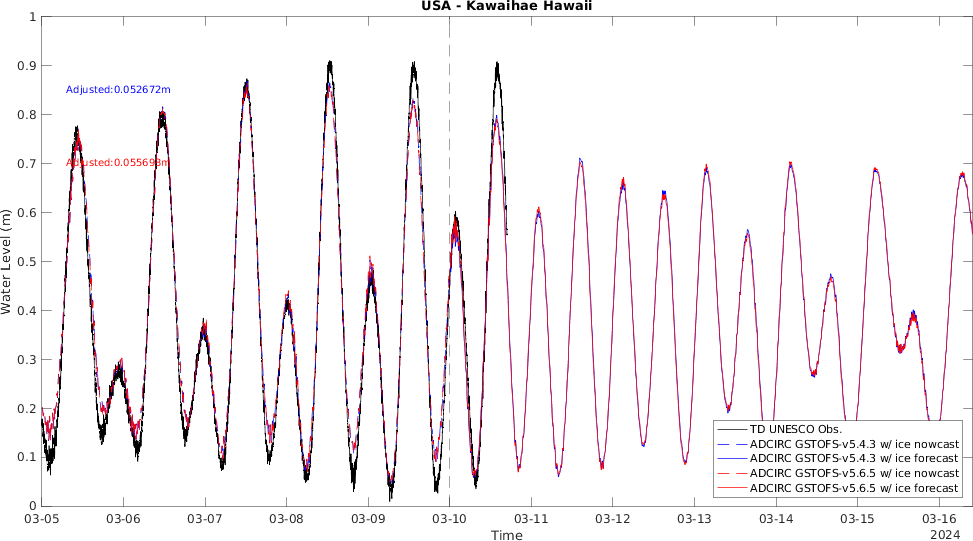 USA - Kawaihae Hawaii
1
0.9
0.8
0.7
0.6
0.5
0.4
0.3
0.2
0.1
0
Water Level (m)
Adjusted:0.052672m
Adjusted:0.055698m
TD UNESCO Obs.
ADCIRC GSTOFS-v5.4.3 w/ ice nowcast
ADCIRC GSTOFS-v5.4.3 w/ ice forecast
ADCIRC GSTOFS-v5.6.5 w/ ice nowcast
ADCIRC GSTOFS-v5.6.5 w/ ice forecast
03-05 03-06 03-07 03-08 03-09 03-10 03-11 03-12 03-13 03-14 03-15 03-16
Time
2024